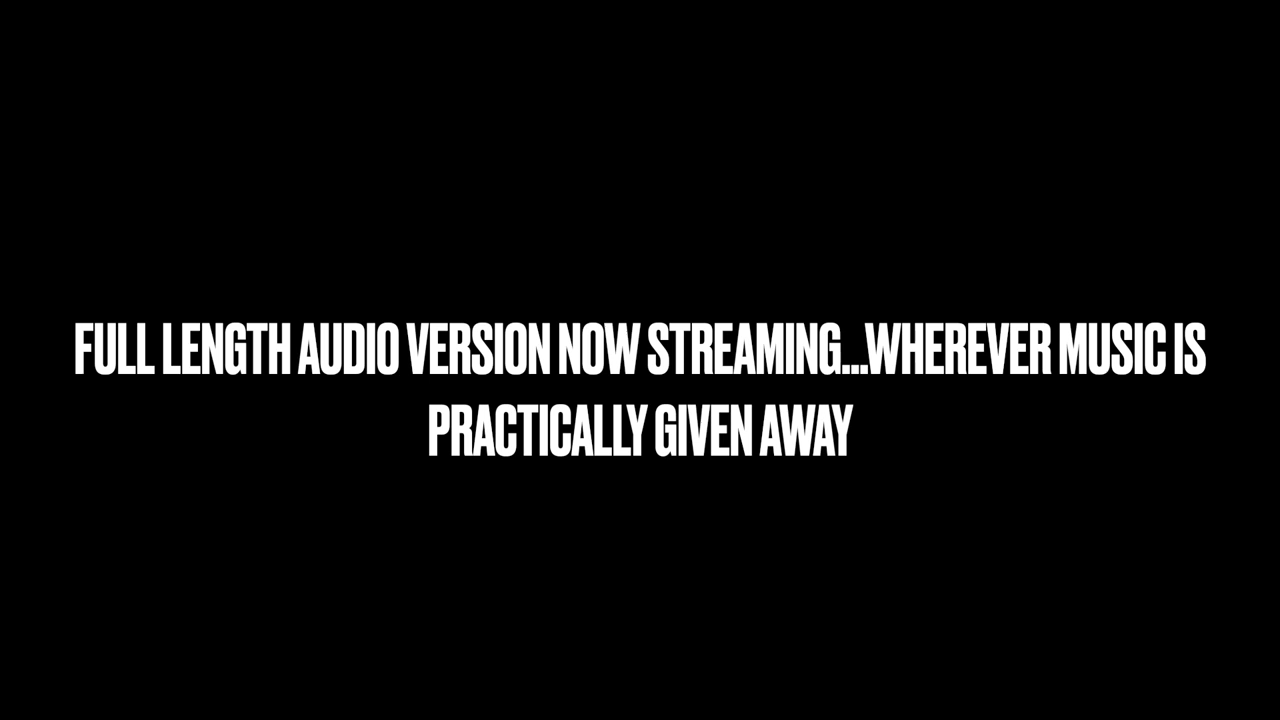 FULL LENGTH AUDIO VERSION NOW STREAMING...WHEREVER MUSIC IS
PRACTICALLY GIVEN AWAY